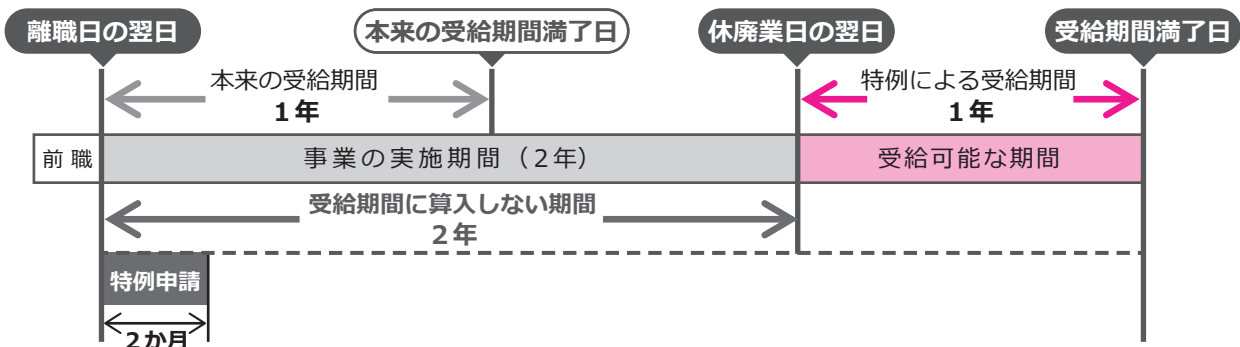 離職日の翌日
本来の受給期間満了日
休廃業日の翌日
受給期間満了日
本来の受給期間
1年
特例による受給期間
1年
前職
事業の実施期間(2年)
受給可能な期間
受給期間に算入しない期間
2年
特例申請
2か月